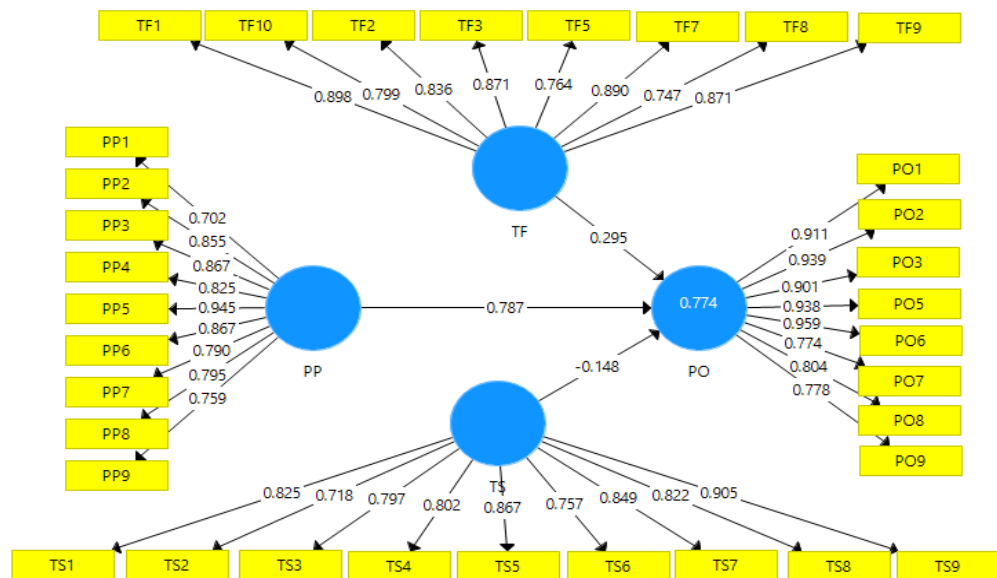 TF1 TF10 TF2 TF3 TF5 TF7 TF8 TF9
0.898 0.799 0.836 0.871 0.764 0.890 0.747 0.871
TF
PP1
PP2
PP3
PP4
PP5
PP6
PP7
PP8
PP9
0.702
0.855
0.867
0.825
0.945
0.867
0.790
0.795
0.759
PP
0.295
0.787
-0.148
0.774
PO
0.911
0.939
0.901
0.938
0.959
0.774
0.804
0.778
PO1
PO2
PO3
PO5
PO6
PO7
PO8
PO9
TS
0.825 0.718 0.797 0.802 0.867 0.757 0.849 0.822 0.905
TS1 TS2 TS3 TS4 TS5 TS6 TS7 TS8 TS9